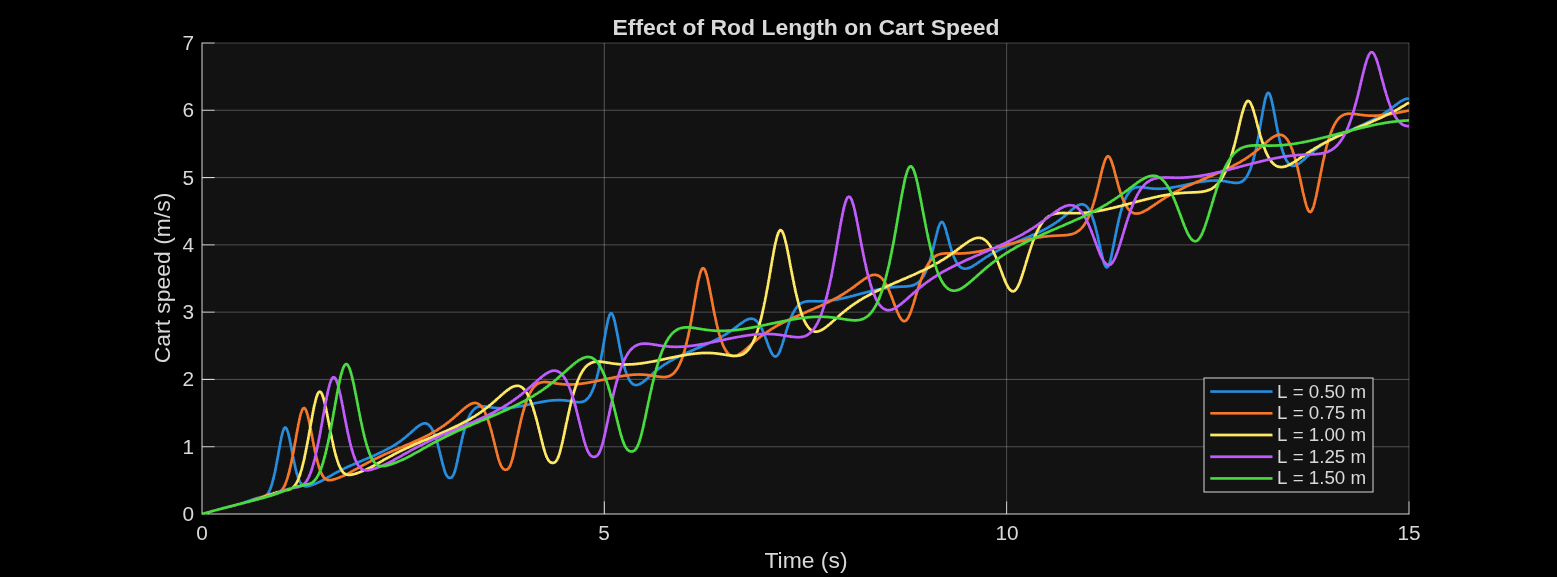 Effect of Rod Length on Cart Speed
7
6
5
4
3
2
1
0
Cart speed (m/s)
L = 0.50 m
L = 0.75 m
L = 1.00 m
L = 1.25 m
L = 1.50 m
0 5 10 15
Time (s)